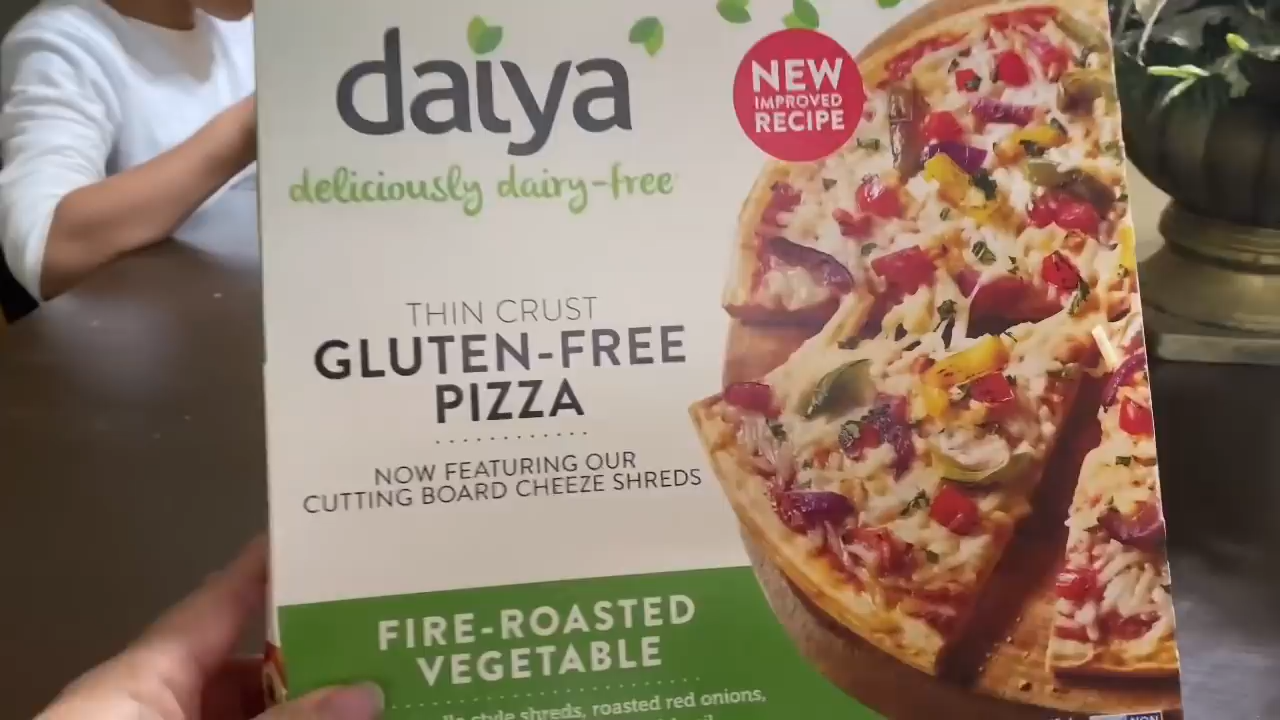 daiya
deliciously dairy-free
NEW
IMPROVED
RECIPE
THIN CRUST
GLUTEN-FREE
PIZZA
NOW FEATURING OUR
CUTTING BOARD CHEEZE SHREDS
FIRE-ROASTED
VEGETABLE
style shreds, roasted red onions,
NON